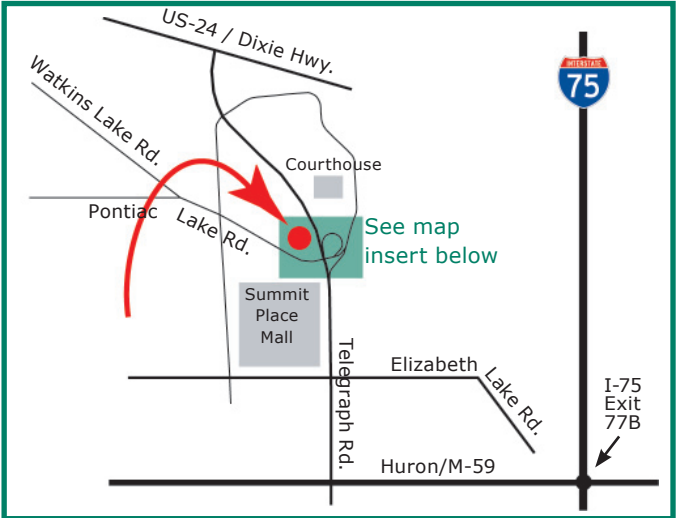 US-24 / Dixie Hwy.
Watkins Lake Rd.
INTERSTATE
75
Courthouse
Pontiac
Lake Rd.
See map
insert below
Summit
Place
Mall
Telegraph Rd.
Elizabeth
Lake Rd.
I-75
Exit
77B
Huron/M-59